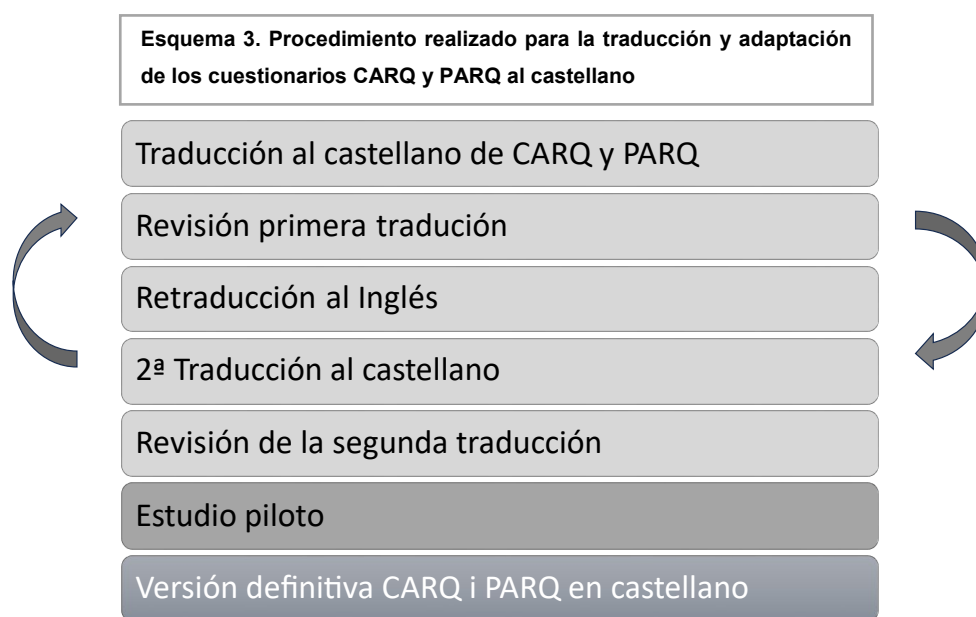 Esquema 3. Procedimiento realizado para la traducción y adaptación
de los cuestionarios CARQ y PARQ al castellano
Traducción al castellano de CARQ y PARQ
Revisión primera tradución
Retraducción al Inglés
2ª Traducción al castellano
Revisión de la segunda traducción
Estudio piloto
Versión definitiva CARQ i PARQ en castellano